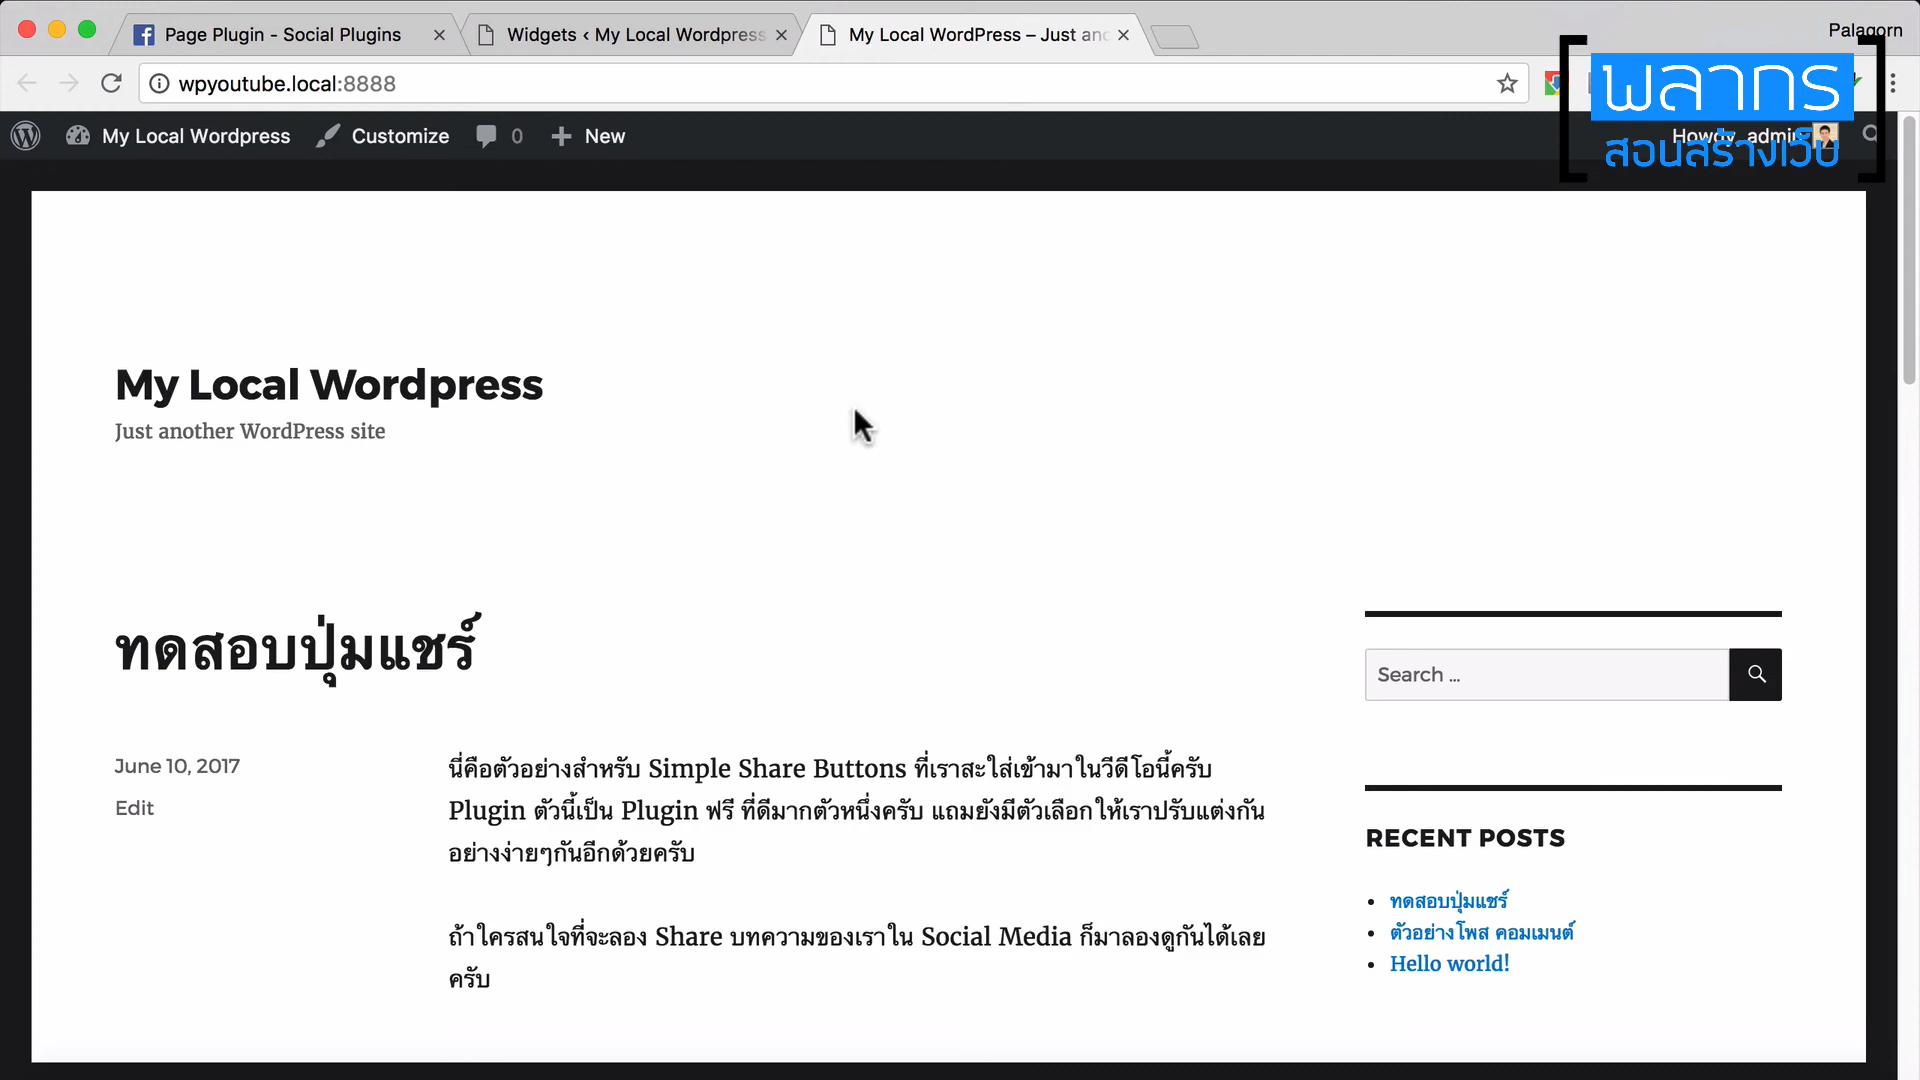 Page Plugin - Social Plugins
Widgets ‹ My Local Wordpress
My Local WordPress – Just an
Palagorn
wpyoutube.local:8888
พลากร
สอนสร้างเว็บ
My Local Wordpress
Customize
0
New
Howdy, admin
My Local Wordpress
Just another WordPress site
ทดสอบปุ่มแชร์
Search …
June 10, 2017
Edit
นี่คือตัวอย่างสำหรับ Simple Share Buttons ที่เราสะใส่เข้ามาในวีดีโอนี้ครับ
Plugin ตัวนี้เป็น Plugin ฟรี ที่ดีมากตัวหนึ่งครับ แถมยังมีตัวเลือกให้เราปรับแต่งกัน
อย่างง่ายๆกันอีกด้วยครับ
ถ้าใครสนใจที่จะลอง Share บทความของเราใน Social Media ก็มาลองดูกันได้เลย
ครับ
RECENT POSTS
ทดสอบปุ่มแชร์
ตัวอย่างโพส คอมเมนต์
Hello world!